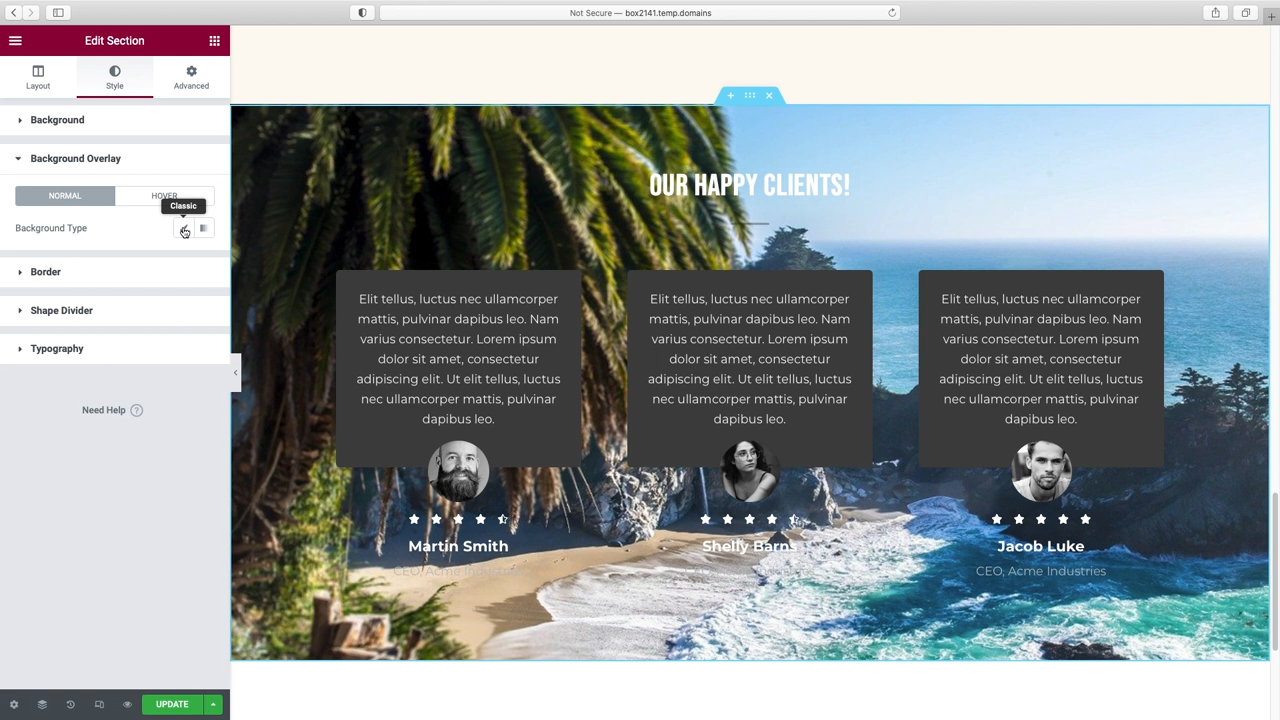 Not Secure — box2141.temp.domains
Edit Section
Layout
Style
Advanced
Background
Background Overlay
NORMAL
HOVER
Classic
Background Type
Border
Shape Divider
Typography
Need Help ?
UPDATE
OUR HAPPY CLIENTS!
Elit tellus, luctus nec ullamcorper
mattis, pulvinar dapibus leo. Nam
varius consectetur. Lorem ipsum
dolor sit amet, consectetur
adipiscing elit. Ut elit tellus, luctus
nec ullamcorper mattis, pulvinar
dapibus leo.
Martin Smith
CEO, Acme
Elit tellus, luctus nec ullamcorper
mattis, pulvinar dapibus leo. Nam
varius consectetur. Lorem ipsum
dolor sit amet, consectetur
adipiscing elit. Ut elit tellus, luctus
nec ullamcorper mattis, pulvinar
dapibus leo.
Shelly Barns
Elit tellus, luctus nec ullamcorper
mattis, pulvinar dapibus leo. Nam
varius consectetur. Lorem ipsum
dolor sit amet, consectetur
adipiscing elit. Ut elit tellus, luctus
nec ullamcorper mattis, pulvinar
dapibus leo.
Jacob Luke
CEO, Acme Industries